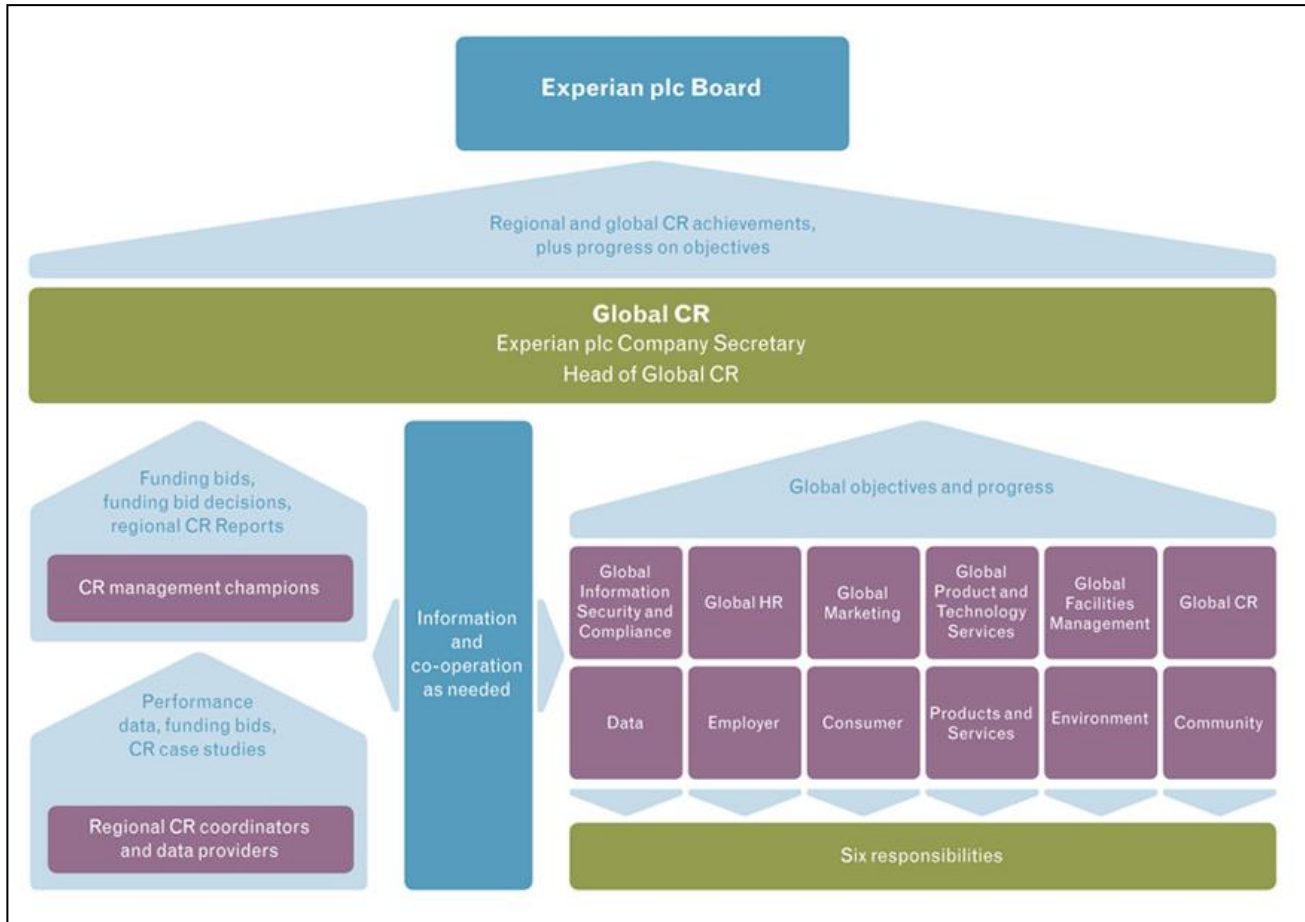 Experian plc Board
Regional and global CR achievements,
plus progress on objectives
Global CR
Experian plc Company Secretary
Head of Global CR
Funding bids,
funding bid decisions,
regional CR Reports
CR management champions
Performance
data, funding bids,
CR case studies
Regional CR coordinators
and data providers
Information
and
co-operation
as needed
Global objectives and progress
Global
Information
Security and
Compliance
Global HR
Global
Marketing
Global
Product and
Technology
Services
Global
Facilities
Management
Global CR
Data
Employer
Consumer
Products and
Services
Environment
Community
Six responsibilities